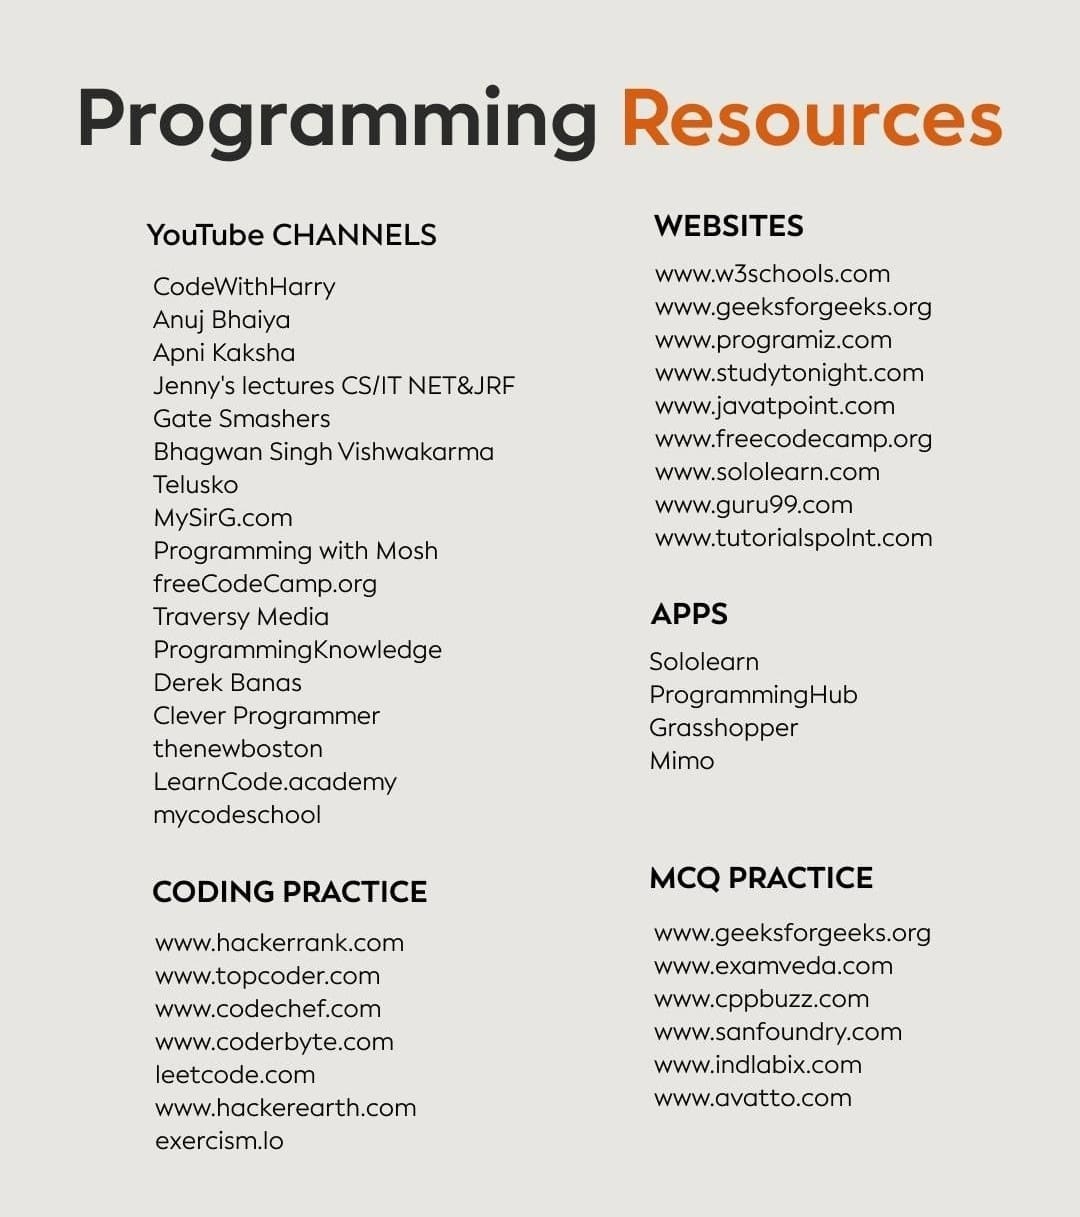 Programming Resources
YouTube CHANNELS
CodeWithHarry
Anuj Bhaiya
Apni Kaksha
Jenny's lectures CS/IT NET&JRF
Gate Smashers
Bhagwan Singh Vishwakarma
Telusko
MySirG.com
Programming with Mosh
freeCodeCamp.org
Traversy Media
ProgrammingKnowledge
Derek Banas
Clever Programmer
thenewboston
LearnCode.academy
mycodeschool
WEBSITES
www.w3schools.com
www.geeksforgeeks.org
www.programiz.com
www.studytonight.com
www.javatpoint.com
www.freecodecamp.org
www.sololearn.com
www.guru99.com
www.tutorialspolnt.com
APPS
Sololearn
ProgrammingHub
Grasshopper
Mimo
CODING PRACTICE
www.hackerrank.com
www.topcoder.com
www.codechef.com
www.coderbyte.com
leetcode.com
www.hackerearth.com
exercism.lo
MCQ PRACTICE
www.geeksforgeeks.org
www.examveda.com
www.cppbuzz.com
www.sanfoundry.com
www.indlabix.com
www.avatto.com